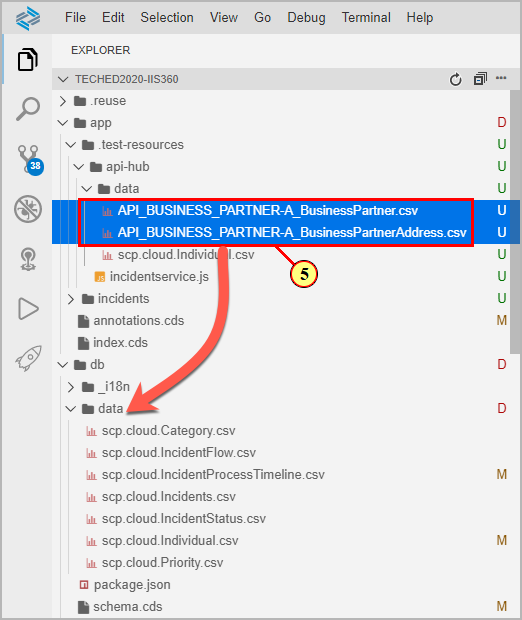 File Edit Selection View Go Debug Terminal Help
EXPLORER
TECHED2020-IIS360
.reuse
app D
.test-resources U
api-hub U
data U
API_BUSINESS_PARTNER-A_BusinessPartner.csv U
API_BUSINESS_PARTNER-A_BusinessPartnerAddress.csv U
scp.cloud.Individual.csv U
JS incidentservice.js U
5
38
incidents U
annotations.cds M
index.cds
db D
_i18n
data D
scp.cloud.Category.csv
scp.cloud.IncidentFlow.csv
scp.cloud.IncidentProcessTimeline.csv M
scp.cloud.Incidents.csv
scp.cloud.IncidentStatus.csv
scp.cloud.Individual.csv M
scp.cloud.Priority.csv
package.json
schema.cds M